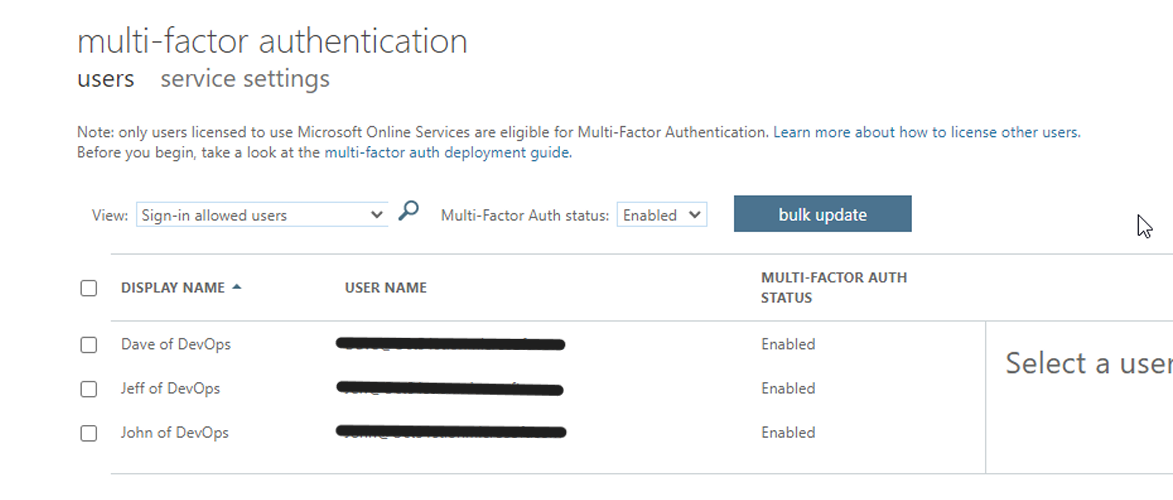 multi-factor authentication
users service settings
Note: only users licensed to use Microsoft Online Services are eligible for Multi-Factor Authentication. Learn more about how to license other users.
Before you begin, take a look at the multi-factor auth deployment guide.
View: Sign-in allowed users Multi-Factor Auth status: Enabled bulk update
DISPLAY NAME USER NAME MULTI-FACTOR AUTH
STATUS
Dave of DevOps Enabled
Select a user
Jeff of DevOps Enabled
John of DevOps Enabled